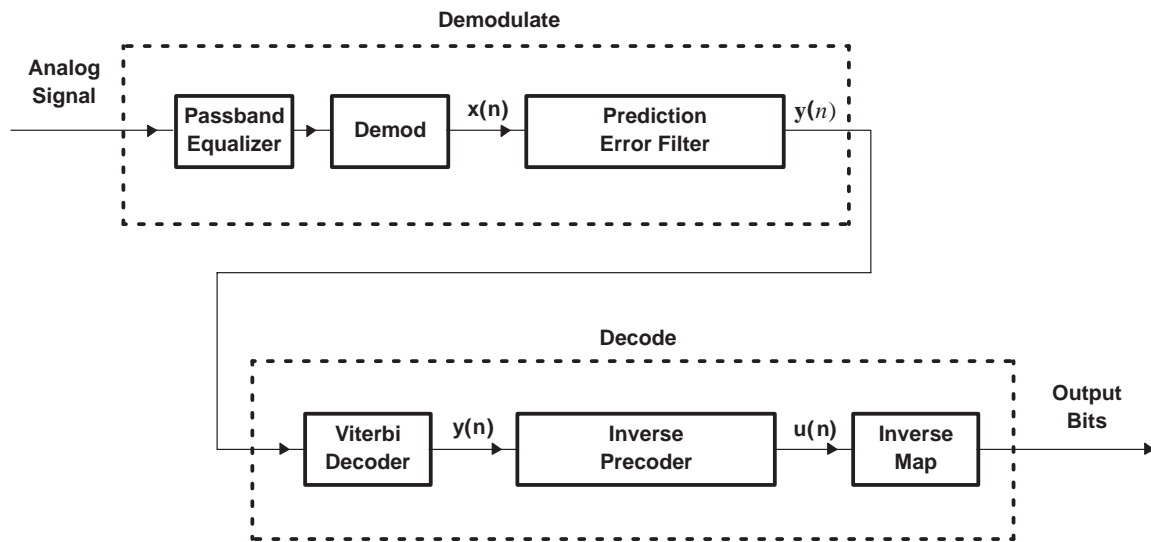 Demodulate
Analog
Signal
Passband
Equalizer
Demod
x(n)
Prediction
Error Filter
y(n)
Decode
Viterbi
Decoder
y(n)
Inverse
Precoder
u(n)
Inverse
Map
Output
Bits